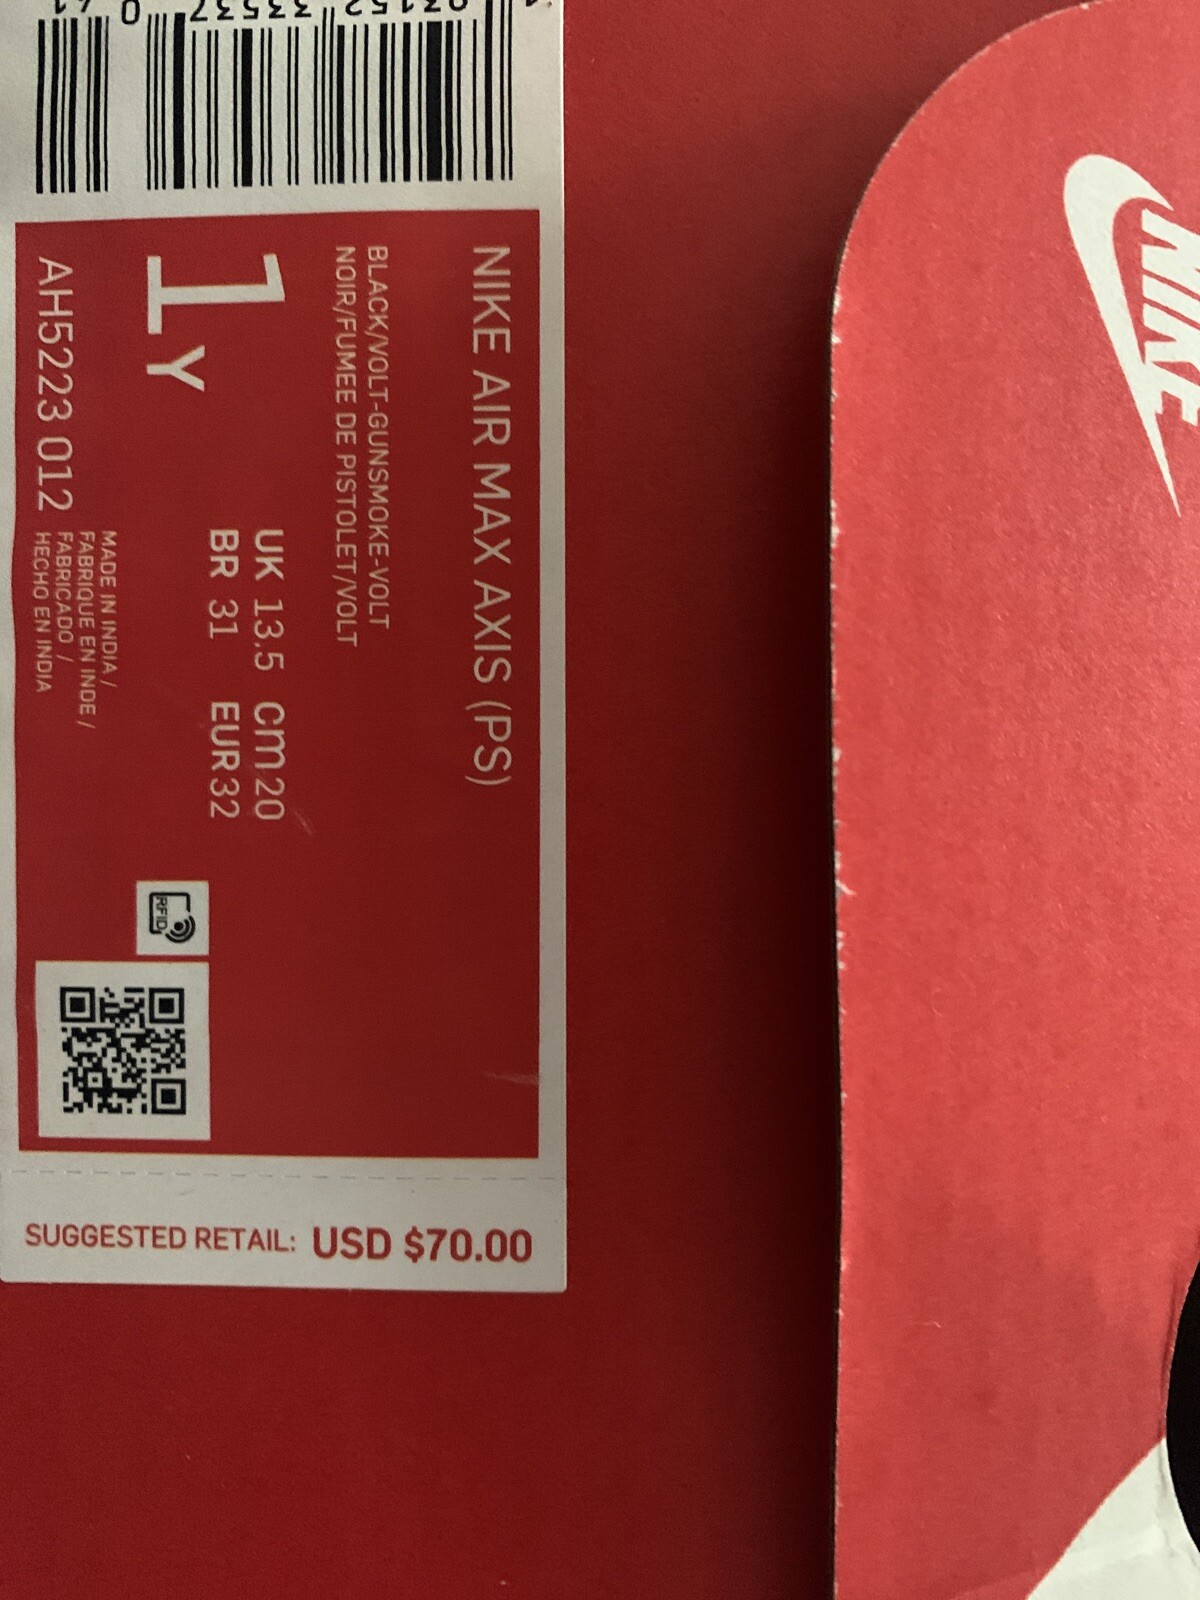 NIKE AIR MAX AXIS (PS)
BLACK/VOLT-GUNSMOKE-VOLT
NOIR/FUMEE DE PISTOLET/VOLT
1Y
UK 13.5 cm 20
BR 31 EUR 32
AH5223 012
MADE IN INDIA /
FABRIQUE EN INDE /
FABRICADO /
HECHO EN INDIA
RFID
SUGGESTED RETAIL: USD $70.00
NIKE